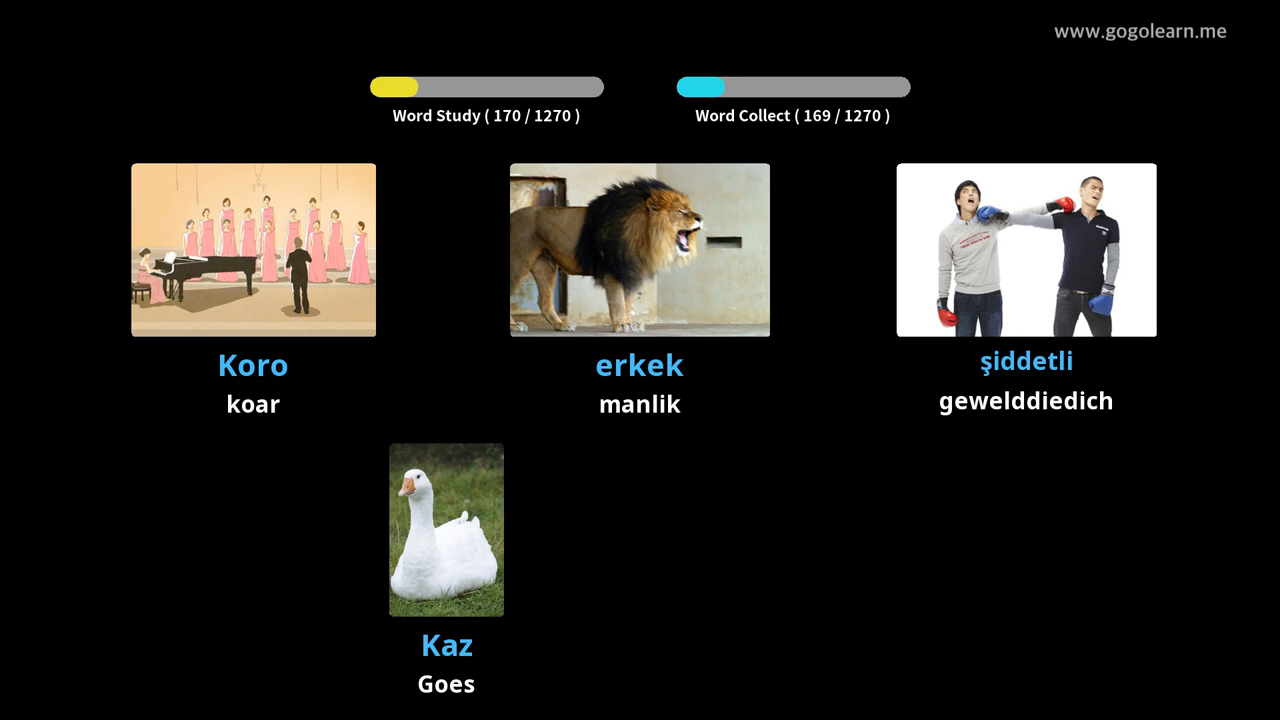 www.gogolearn.me
Word Study ( 170 / 1270 )
Word Collect ( 169 / 1270 )
Koro
koar
erkek
manlik
şiddetli
gewelddiedich
Kaz
Goes